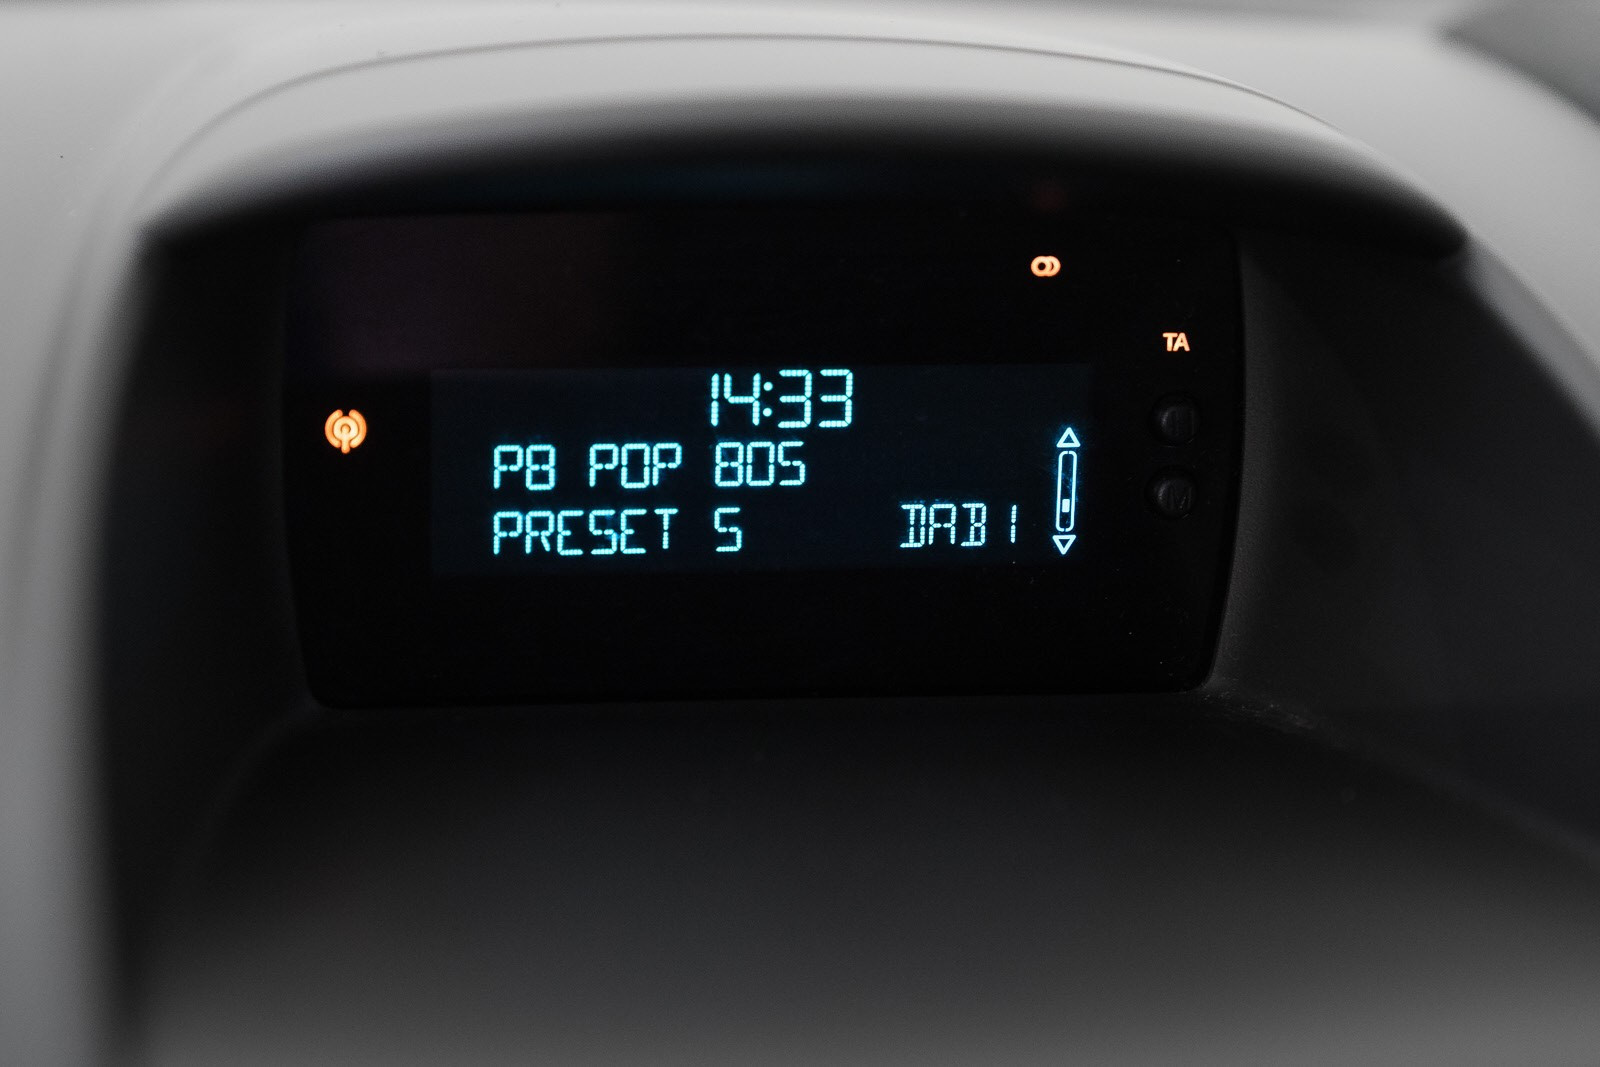 TA
14:33
P8 POP 80S
PRESET 5 DAB1
M